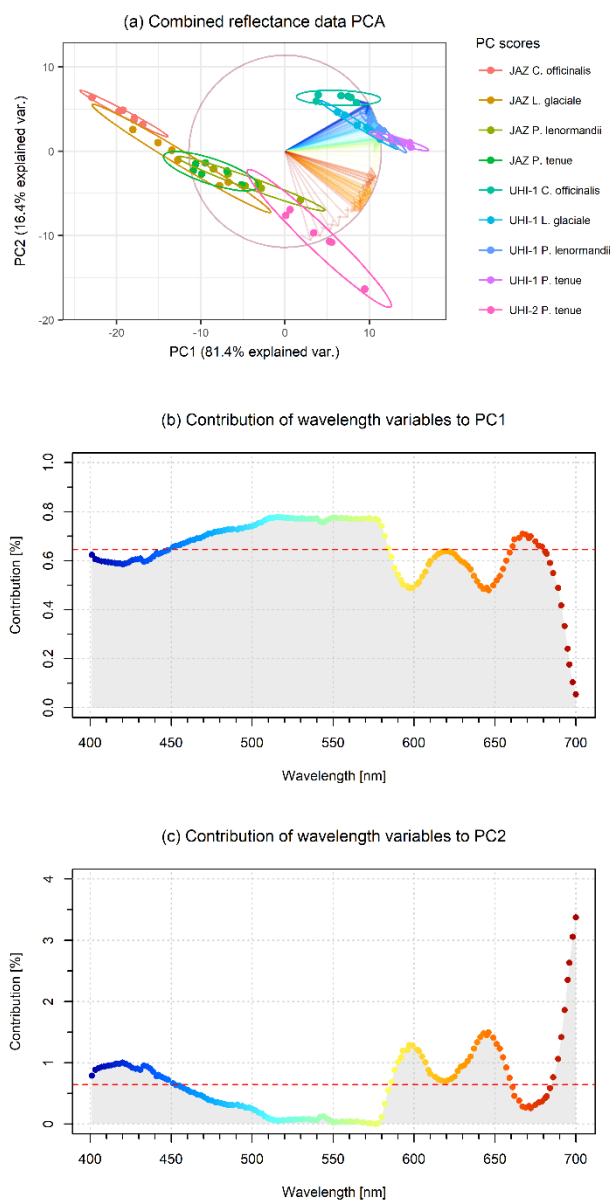 (a) Combined reflectance data PCA
PC2 (16.4% explained var.)
10
0
-10
-20
-20
-10
0
10
PC1 (81.4% explained var.)
PC scores
JAZ C. officinalis
JAZ L. glaciale
JAZ P. lenormandii
JAZ P. tenue
UHI-1 C. officinalis
UHI-1 L. glaciale
UHI-1 P. lenormandii
UHI-1 P. tenue
UHI-2 P. tenue
(b) Contribution of wavelength variables to PC1
Contribution [%]
1.0
0.8
0.6
0.4
0.2
0.0
400
450
500
550
600
650
700
Wavelength [nm]
(c) Contribution of wavelength variables to PC2
Contribution [%]
4
3
2
1
0
400
450
500
550
600
650
700
Wavelength [nm]